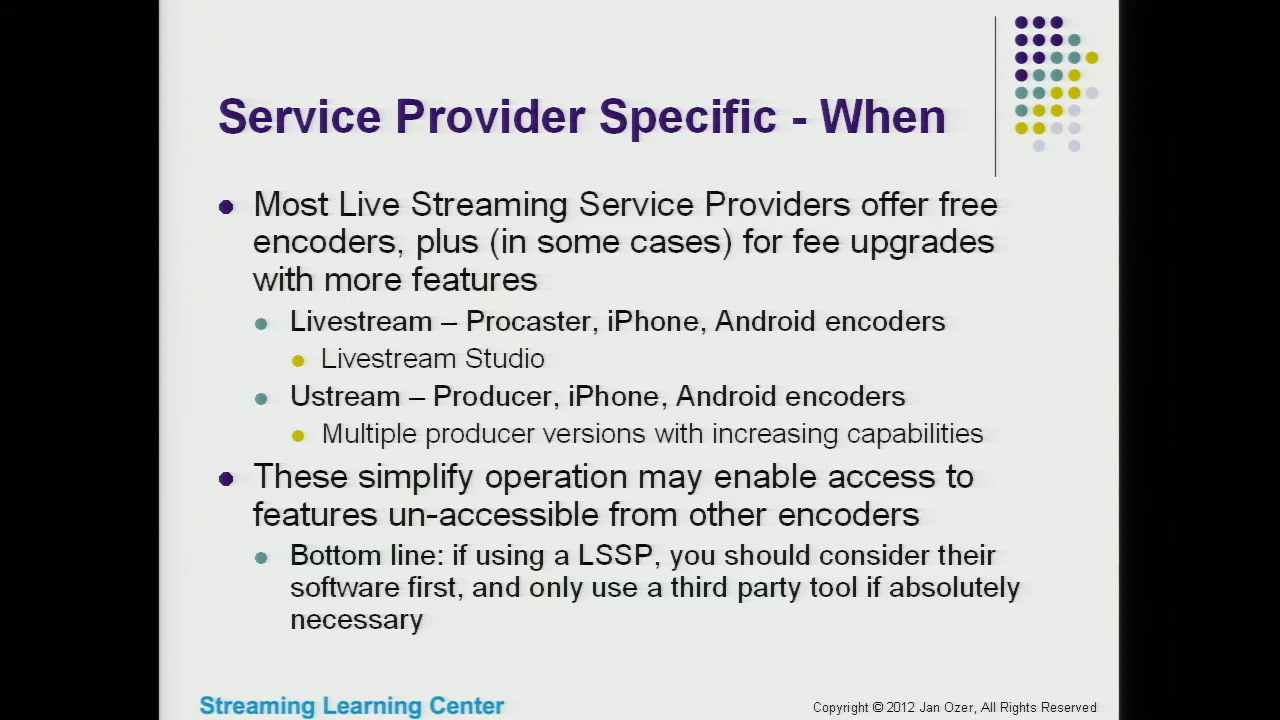 Service Provider Specific - When
Most Live Streaming Service Providers offer free
encoders, plus (in some cases) for fee upgrades
with more features
Livestream – Procaster, iPhone, Android encoders
Livestream Studio
Ustream – Producer, iPhone, Android encoders
Multiple producer versions with increasing capabilities
These simplify operation may enable access to
features un-accessible from other encoders
Bottom line: if using a LSSP, you should consider their
software first, and only use a third party tool if absolutely
necessary
Streaming Learning Center
Copyright © 2012 Jan Ozer, All Rights Reserved